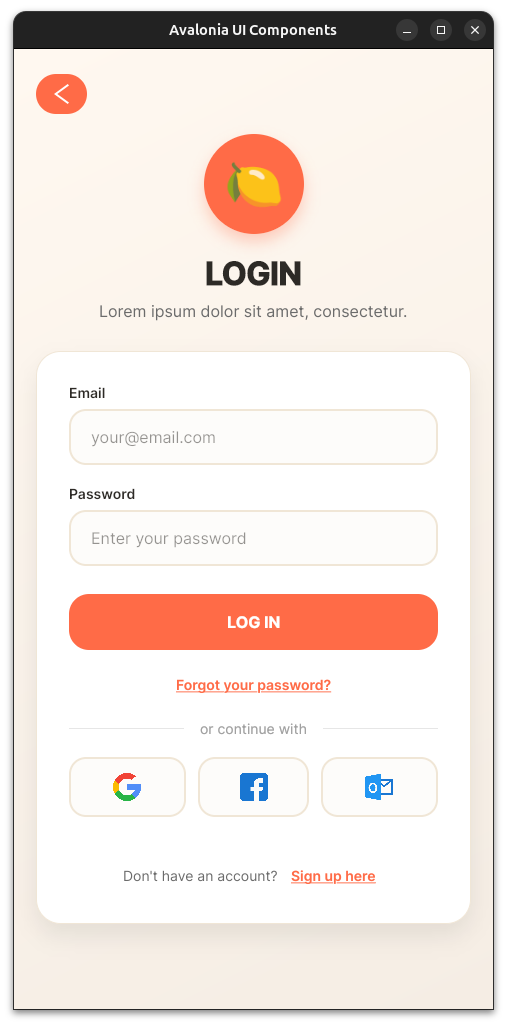 Avalonia UI Components
LOGIN
Lorem ipsum dolor sit amet, consectetur.
Email
your@email.com
Password
Enter your password
LOG IN
Forgot your password?
or continue with
Don't have an account? Sign up here